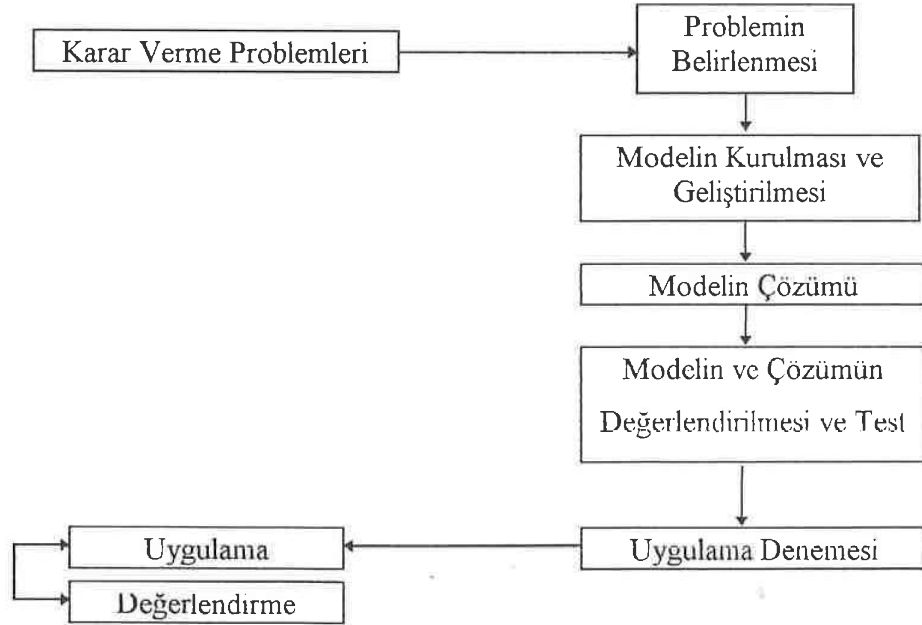 Karar Verme Problemleri
Problemin
Belirlenmesi
Modelin Kurulması ve
Geliştirilmesi
Modelin Çözümü
Modelin ve Çözümün
Değerlendirilmesi ve Test
Uygulama Denemesi
Uygulama
Değerlendirme